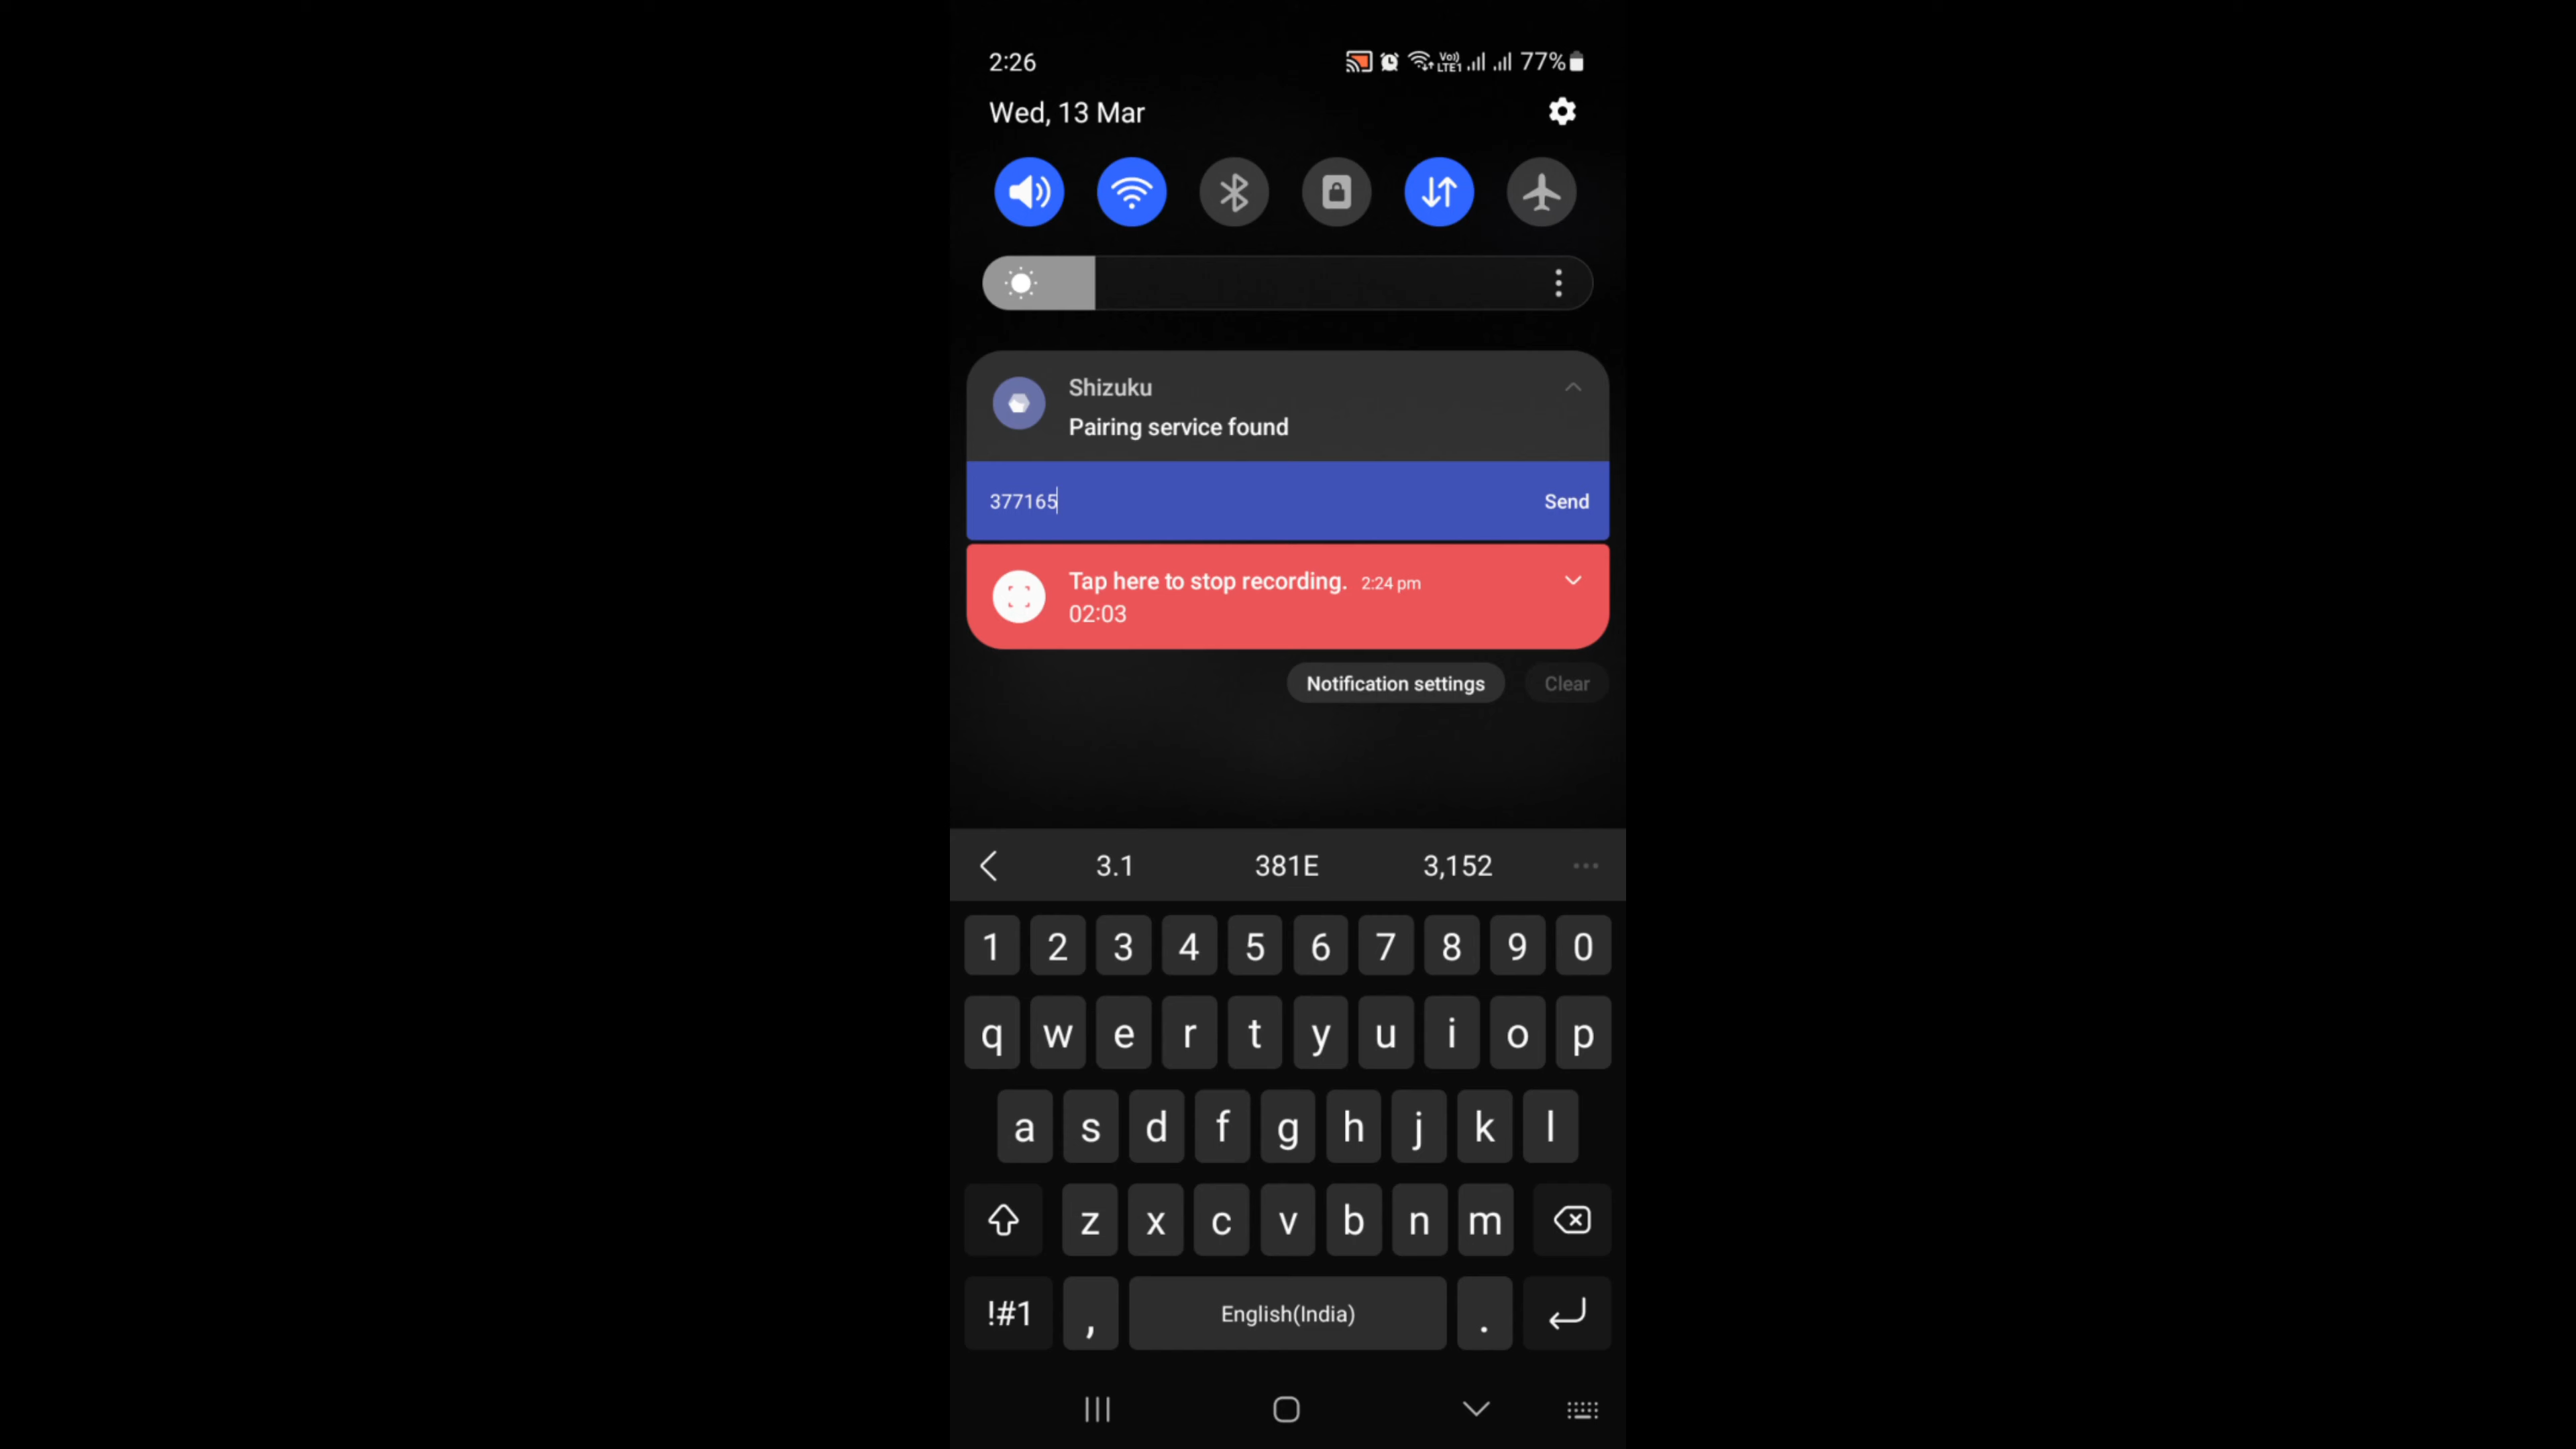 2:26
Vo) LTE1 77%
Wed, 13 Mar
Shizuku
Pairing service found
377165 Send
Tap here to stop recording. 2:24 pm
02:03
Notification settings Clear
3.1 381E 3,152
1 2 3 4 5 6 7 8 9 0
q w e r t y u i o p
a s d f g h j k l
z x c v b n m
!#1 , English(India) .